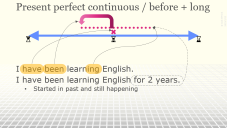 Present perfect continuous / before + long
I have been learning English.
I have been learning English for 2 years.
• Started in past and still happening